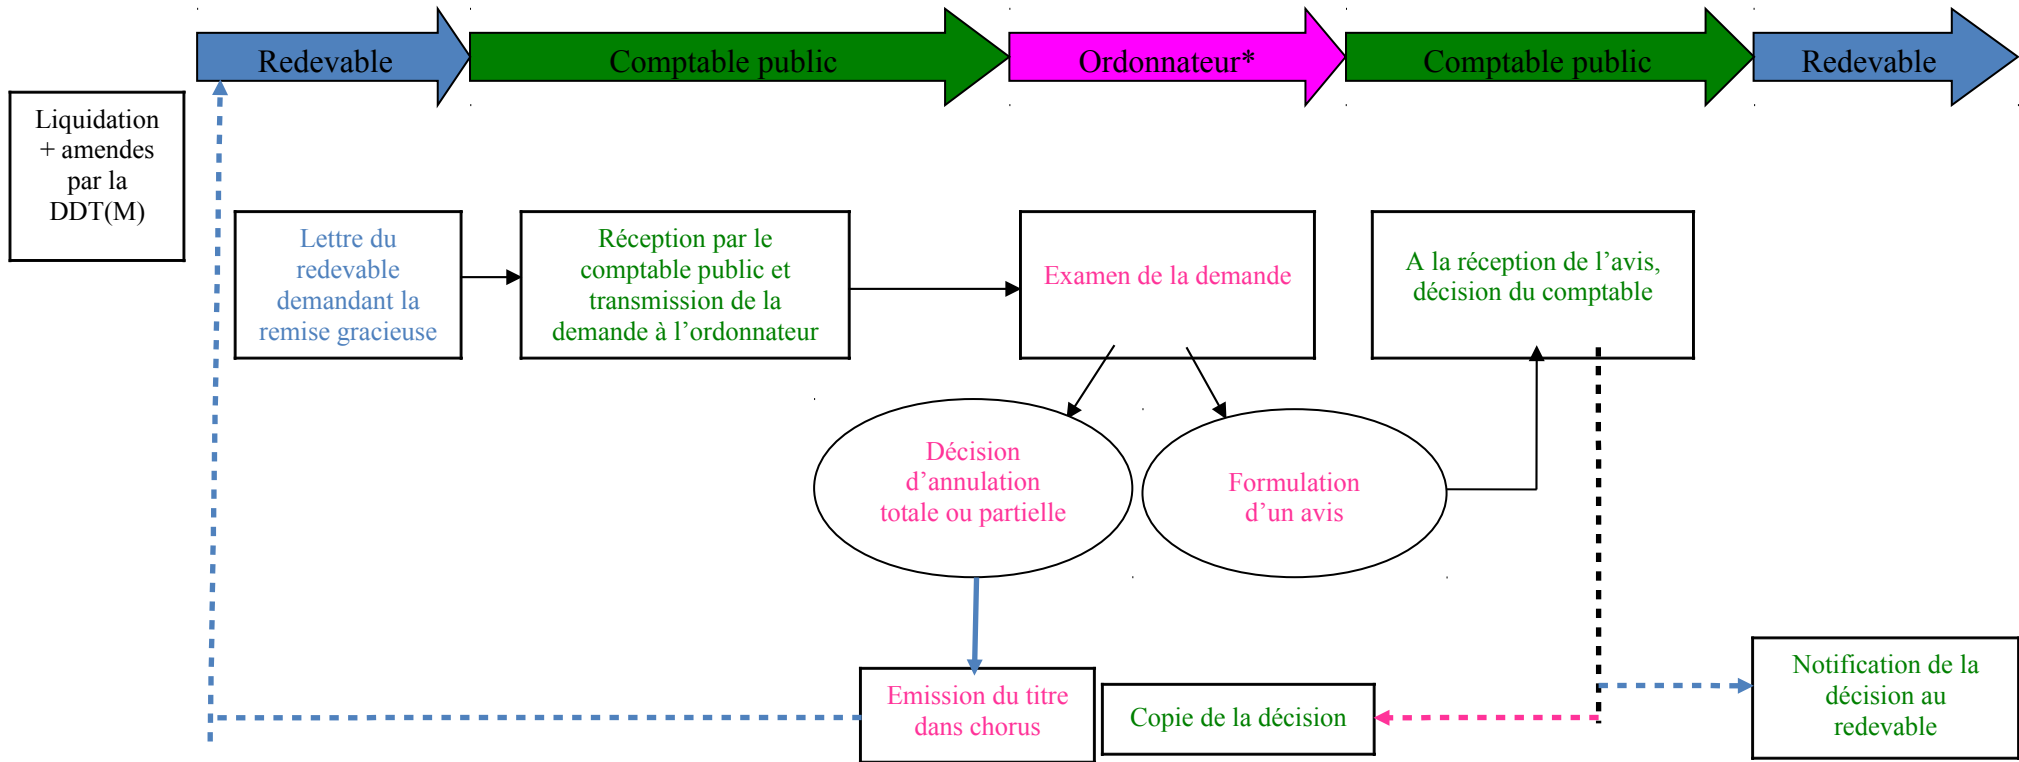 Redevable
Comptable public
Ordonnateur*
Comptable public
Redevable
Liquidation
+ amendes
par la
DDT(M)
Lettre du
redevable
demandant la
remise gracieuse
Réception par le
comptable public et
transmission de la
demande à l’ordonnateur
Examen de la demande
A la réception de l’avis,
décision du comptable
Décision
d’annulation
totale ou partielle
Formulation
d’un avis
Emission du titre
dans chorus
Copie de la décision
Notification de la
décision au
redevable